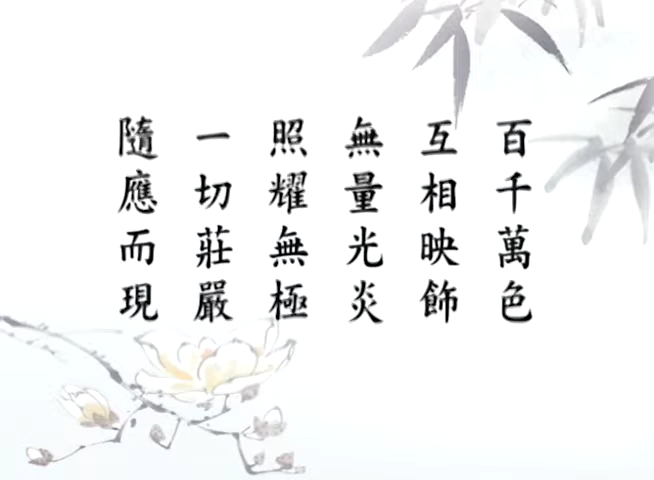 百千萬色
互相映飾
無量光炎
照耀無極
一切莊嚴
隨應而現